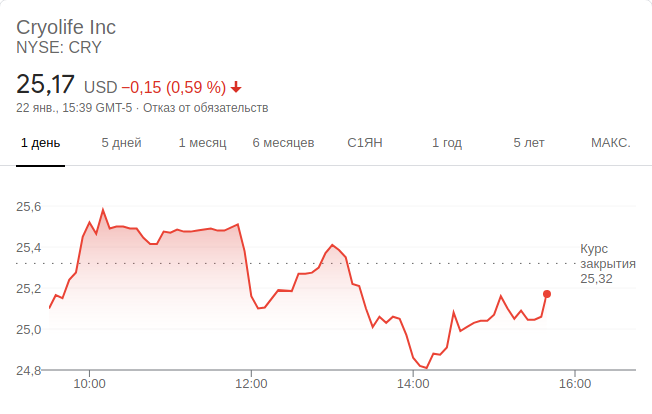 Cryolife Inc
NYSE: CRY
25,17 USD −0,15 (0,59 %)
22 янв., 15:39 GMT-5 · Отказ от обязательств
1 день 5 дней 1 месяц 6 месяцев С1ЯН 1 год 5 лет МАКС.
25,6
25,4
Курс
закрытия
25,32
25,2
25,0
24,8
10:00 12:00 14:00 16:00